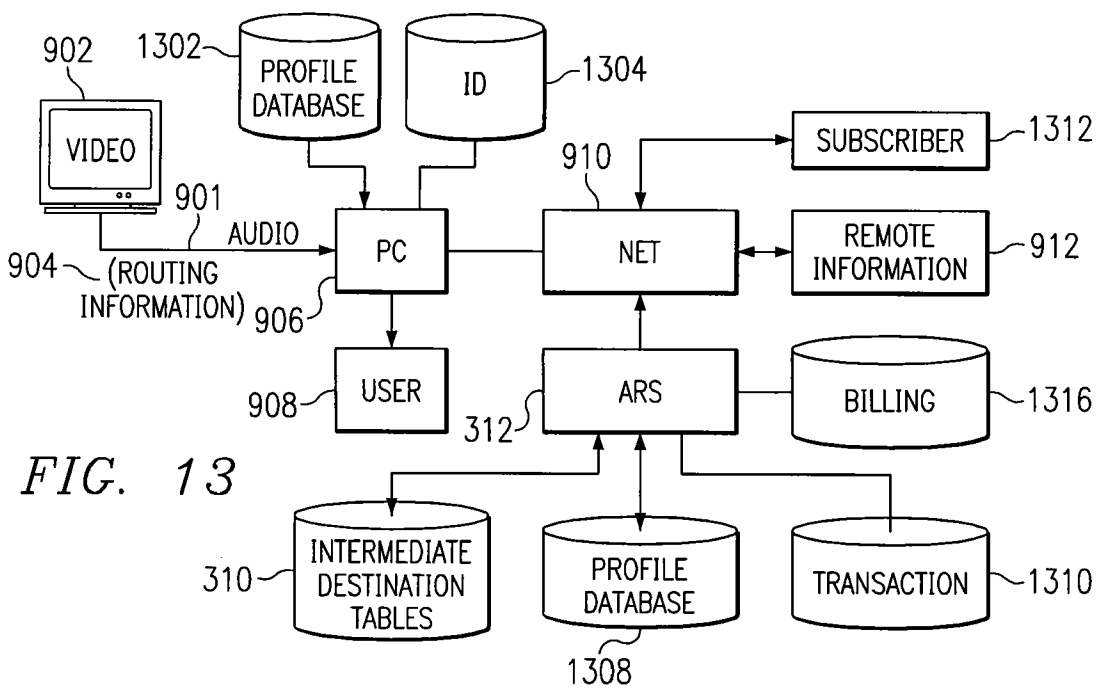 902
VIDEO
1302
PROFILE
DATABASE
ID
1304
901
AUDIO
904
(ROUTING
INFORMATION)
PC
906
USER
908
910
NET
SUBSCRIBER
1312
REMOTE
INFORMATION
912
ARS
312
BILLING
1316
FIG. 13
310
INTERMEDIATE
DESTINATION
TABLES
PROFILE
DATABASE
1308
TRANSACTION
1310